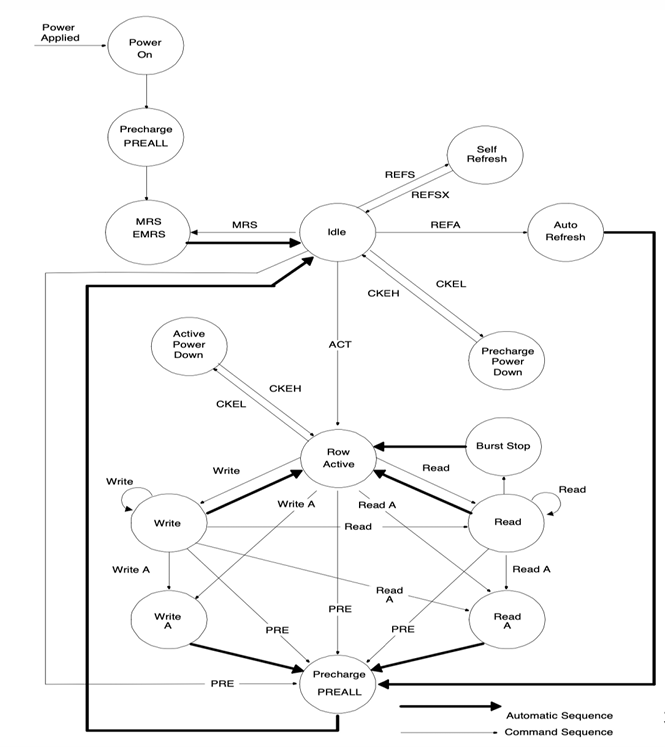 Power
Applied
Power
On
Precharge
PREALL
Self
Refresh
REFS
REFSX
MRS
EMRS
MRS
Idle
REFA
Auto
Refresh
CKEL
CKEH
Active
Power
Down
ACT
Precharge
Power
Down
CKEH
CKEL
Row
Active
Burst Stop
Write
Read
Write
Write A
Read A
Read
Write
Read
Read
Write A
Read A
Read
A
Write
A
PRE
PRE
PRE
Read
A
Precharge
PREALL
PRE
Automatic Sequence
Command Sequence